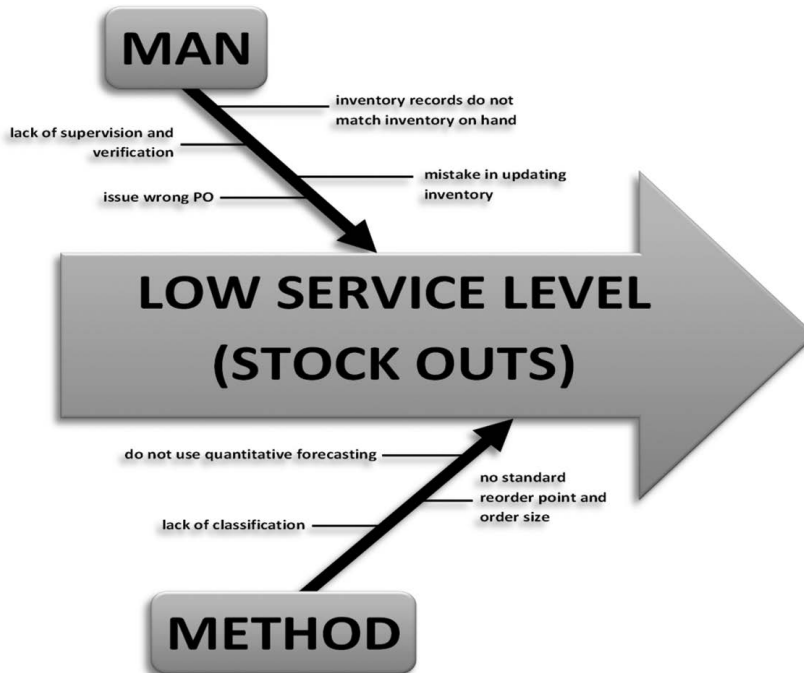 MAN
inventory records do not
match inventory on hand
lack of supervision and
verification
mistake in updating
inventory
issue wrong PO
LOW SERVICE LEVEL
(STOCK OUTS)
do not use quantitative forecasting
no standard
reorder point and
order size
lack of classification
METHOD